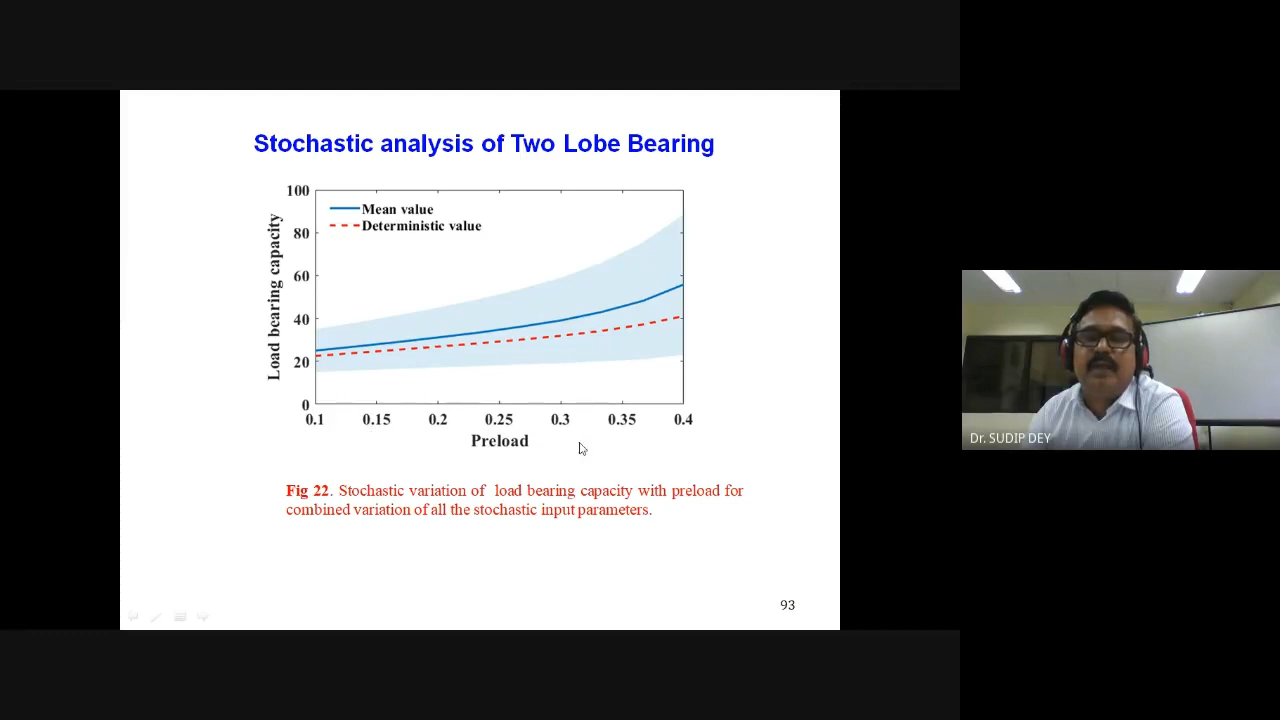 Stochastic analysis of Two Lobe Bearing
100
80
60
40
20
0
Load bearing capacity
Mean value
Deterministic value
0.1 0.15 0.2 0.25 0.3 0.35 0.4
Preload
Fig 22. Stochastic variation of load bearing capacity with preload for
combined variation of all the stochastic input parameters.
93
Dr. SUDIP DEY